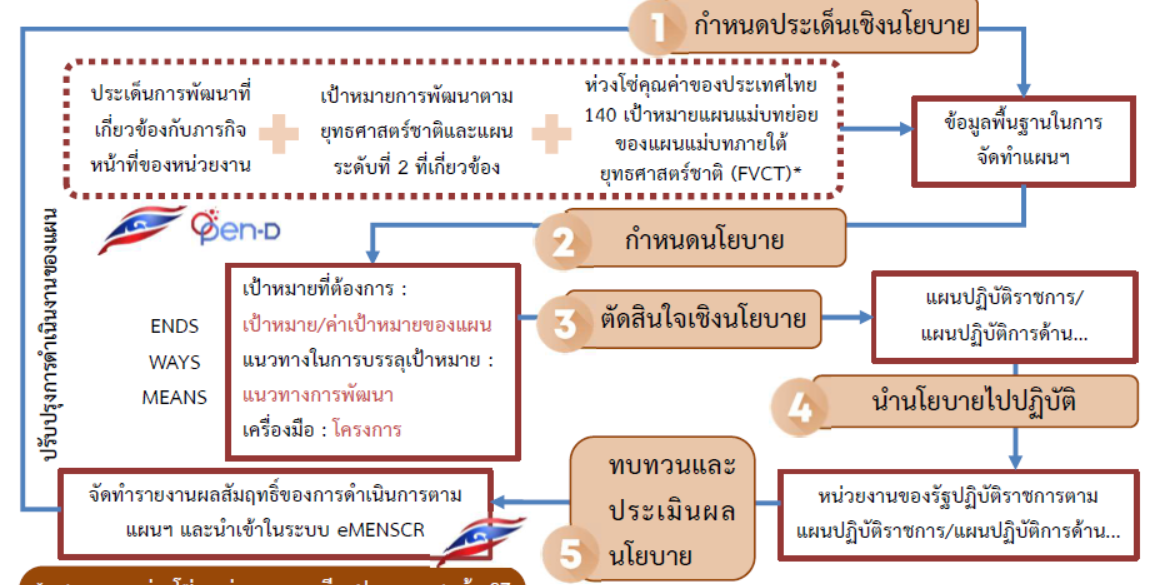 1 กำหนดประเด็นเชิงนโยบาย
ประเด็นการพัฒนาที่
เกี่ยวข้องกับภารกิจ
หน้าที่ของหน่วยงาน
เป้าหมายการพัฒนาตาม
ยุทธศาสตร์ชาติและแผน
ระดับที่ 2 ที่เกี่ยวข้อง
ห่วงโซ่คุณค่าของประเทศไทย
140 เป้าหมายแผนแม่บทย่อย
ของแผนแม่บทภายใต้
ยุทธศาสตร์ชาติ (FVCT)*
ข้อมูลพื้นฐานในการ
จัดทำแผนฯ
Open-D
2 กำหนดนโยบาย
ENDS
WAYS
MEANS
เป้าหมายที่ต้องการ :
เป้าหมาย/ค่าเป้าหมายของแผน
แนวทางในการบรรลุเป้าหมาย :
แนวทางการพัฒนา
เครื่องมือ : โครงการ
3 ตัดสินใจเชิงนโยบาย
แผนปฏิบัติราชการ/
แผนปฏิบัติการด้าน...
4 นำนโยบายไปปฏิบัติ
หน่วยงานของรัฐปฏิบัติราชการตาม
แผนปฏิบัติราชการ/แผนปฏิบัติการด้าน...
ทบทวนและ
ประเมินผล
5 นโยบาย
จัดทำรายงานผลสัมฤทธิ์ของการดำเนินการตาม
แผนฯ และนำเข้าในระบบ eMENSCR
ปรับปรุงการดำเนินงานของแผน